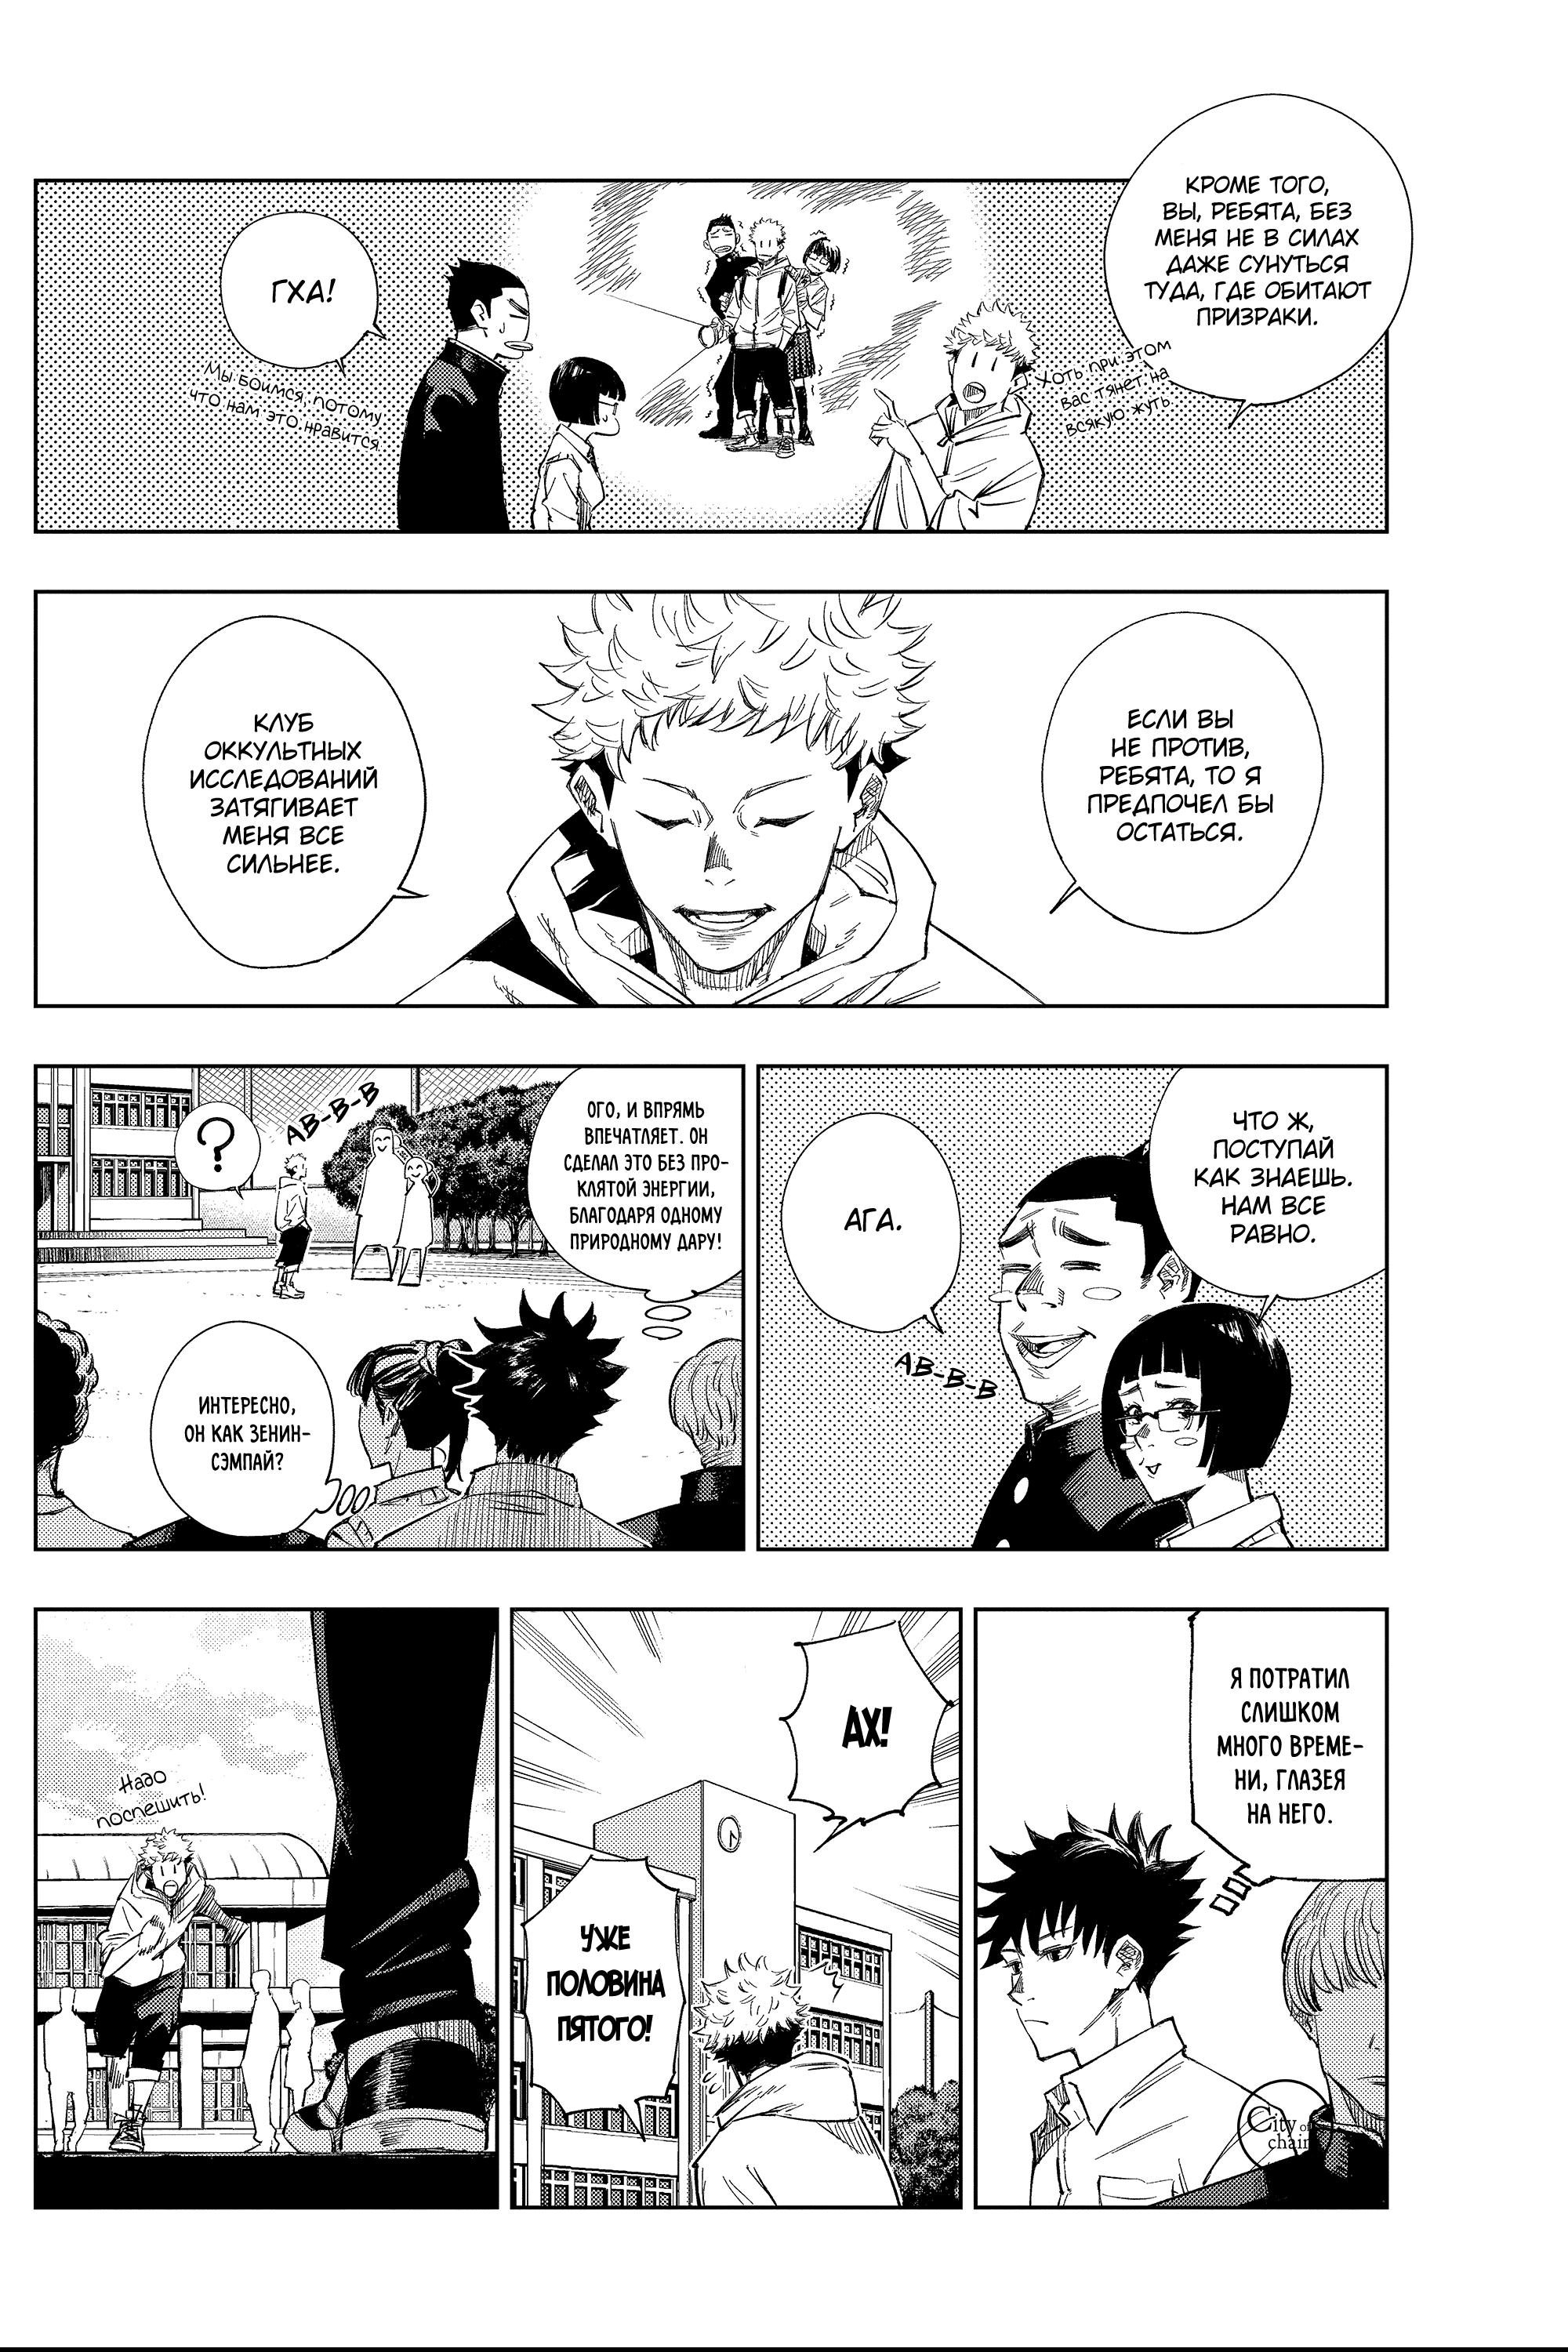 КРОМЕ ТОГО,
ВЫ, РЕБЯТА, БЕЗ
МЕНЯ НЕ В СИЛАХ
ДАЖЕ СУНУТЬСЯ
ТУДА, ГДЕ ОБИТАЮТ
ПРИЗРАКИ.
Хоть при этом
вас тянет на
всякую жуть.
ГХА!
Мы боимся, потому
что нам это нравится.
ЕСЛИ ВЫ
НЕ ПРОТИВ,
РЕБЯТА, ТО Я
ПРЕДПОЧЕЛ БЫ
ОСТАТЬСЯ.
КЛУБ
ОККУЛЬТНЫХ
ИССЛЕДОВАНИЙ
ЗАТЯГИВАЕТ
МЕНЯ ВСЕ
СИЛЬНЕЕ.
ЧТО Ж,
ПОСТУПАЙ
КАК ЗНАЕШЬ.
НАМ ВСЕ
РАВНО.
АГА.
АВ-В-В
ОГО, И ВПРЯМЬ
ВПЕЧАТЛЯЕТ. ОН
СДЕЛАЛ ЭТО БЕЗ ПРО-
КЛЯТОЙ ЭНЕРГИИ,
БЛАГОДАРЯ ОДНОМУ
ПРИРОДНОМУ ДАРУ!
АВ-В-В
?
ИНТЕРЕСНО,
ОН КАК ЗЕНИН-
СЭМПАЙ?
Я ПОТРАТИЛ
СЛИШКОМ
МНОГО ВРЕМЕ-
НИ, ГЛАЗЕЯ
НА НЕГО.
City of
chain
АХ!
УЖЕ
ПОЛОВИНА
ПЯТОГО!
Надо
поспешить!